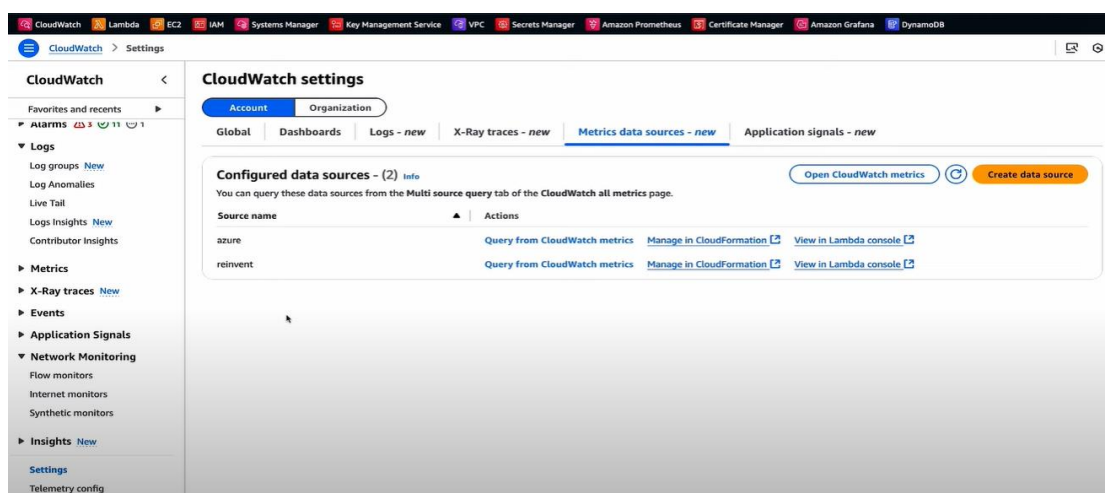 CloudWatch Lambda EC2 IAM Systems Manager Key Management Service VPC Secrets Manager Amazon Prometheus Certificate Manager Amazon Grafana DynamoDB
CloudWatch > Settings
CloudWatch
Favorites and recents
Alarms 3 11 1
Logs
Log groups New
Log Anomalies
Live Tail
Logs Insights New
Contributor Insights
Metrics
X-Ray traces New
Events
Application Signals
Network Monitoring
Flow monitors
Internet monitors
Synthetic monitors
Insights New
Settings
Telemetry config
CloudWatch settings
Account Organization
Global Dashboards Logs - new X-Ray traces - new Metrics data sources - new Application signals - new
Configured data sources - (2) Info Open CloudWatch metrics Create data source
You can query these data sources from the Multi source query tab of the CloudWatch all metrics page.
Source name Actions
azure Query from CloudWatch metrics Manage in CloudFormation View in Lambda console
reinvent Query from CloudWatch metrics Manage in CloudFormation View in Lambda console